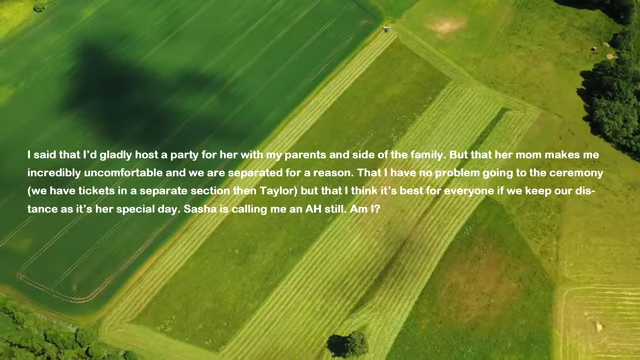 I said that I'd gladly host a party for her with my parents and side of the family. But that her mom makes me
incredibly uncomfortable and we are separated for a reason. That I have no problem going to the ceremony
(we have tickets in a separate section then Taylor) but that I think it's best for everyone if we keep our dis-
tance as it's her special day. Sasha is calling me an AH still. Am I?